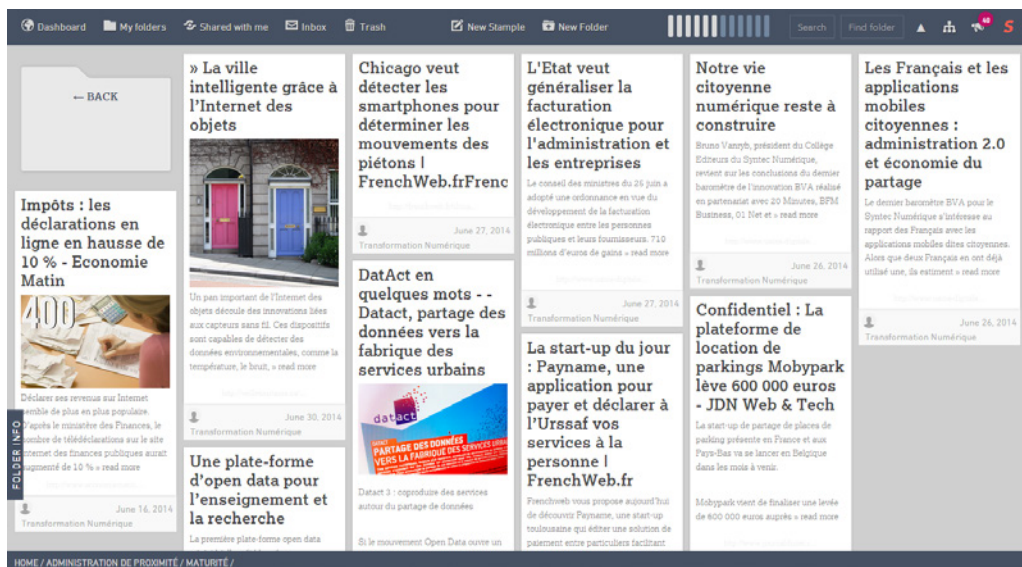 Dashboard
My folders
Shared with me
Inbox
Trash
New Stample
New Folder
Search
Find folder
← BACK
Impôts : les
déclarations en
ligne en hausse de
10 % - Economie
Matin
400
Déclarer ses revenus sur Internet
semble de plus en plus populaire.
D'après le ministère des Finances, le
nombre de télédéclarations sur le site
internet des finances publiques aurait
augmenté de 10 % » read more
June 16, 2014
Transformation Numérique
» La ville
intelligente grâce à
l'Internet des
objets
Un pan important de l'Internet des
objets découle des innovations liées
aux capteurs sans fil. Ces dispositifs
sont capables de détecter des
données environnementales, comme la
température, le bruit, » read more
June 30, 2014
Transformation Numérique
Une plate-forme
d'open data pour
l'enseignement et
la recherche
La première plate-forme open data
Chicago veut
détecter les
smartphones pour
déterminer les
mouvements des
piétons |
FrenchWeb.frFrenc
June 27, 2014
Transformation Numérique
DatAct en
quelques mots - -
Datact, partage des
données vers la
fabrique des
services urbains
datact
DATACT
PARTAGE DES DONNÉES
VERS LA FABRIQUE DES SERVICES URBA
Datact 3 : coproduire des services
autour du partage de données
Si le mouvement Open Data ouvre un
L'Etat veut
généraliser la
facturation
électronique pour
l'administration et
les entreprises
Le conseil des ministres du 25 juin a
adopté une ordonnance en vue du
développement de la facturation
électronique entre les personnes
publiques et leurs fournisseurs. 710
millions d'euros de gains » read more
June 27, 2014
Transformation Numérique
La start-up du jour
: Payname, une
application pour
payer et déclarer à
l'Urssaf vos
services à la
personne |
FrenchWeb.fr
Frenchweb vous propose aujourd'hui
de découvrir Payname, une start-up
toulousaine qui éditer une solution de
paiement entre particuliers facilitant
Notre vie
citoyenne
numérique reste à
construire
Bruno Vanryb, président du Collège
Editeurs du Syntec Numérique,
revient sur les conclusions du dernier
baromètre de l'innovation BVA réalisé
en partenariat avec 20 Minutes, BFM
Business, 01 Net et » read more
June 26, 2014
Transformation Numérique
Confidentiel : La
plateforme de
location de
parkings Mobypark
lève 600 000 euros
- JDN Web & Tech
La start-up de partage de places de
parking présente en France et aux
Pays-Bas va se lancer en Belgique
dans les mois à venir.
Mobypark vient de finaliser une levée
de 600 000 euros auprès » read more
Les Français et les
applications
mobiles
citoyennes :
administration 2.0
et économie du
partage
Le dernier baromètre BVA pour le
Syntec Numérique s'intéresse au
rapport des Français avec les
applications mobiles dites citoyennes.
Alors que deux Français en ont déjà
utilisé une, ils estiment » read more
June 26, 2014
Transformation Numérique
FOLDER INFO
HOME / ADMINISTRATION DE PROXIMITÉ / MATURITÉ /